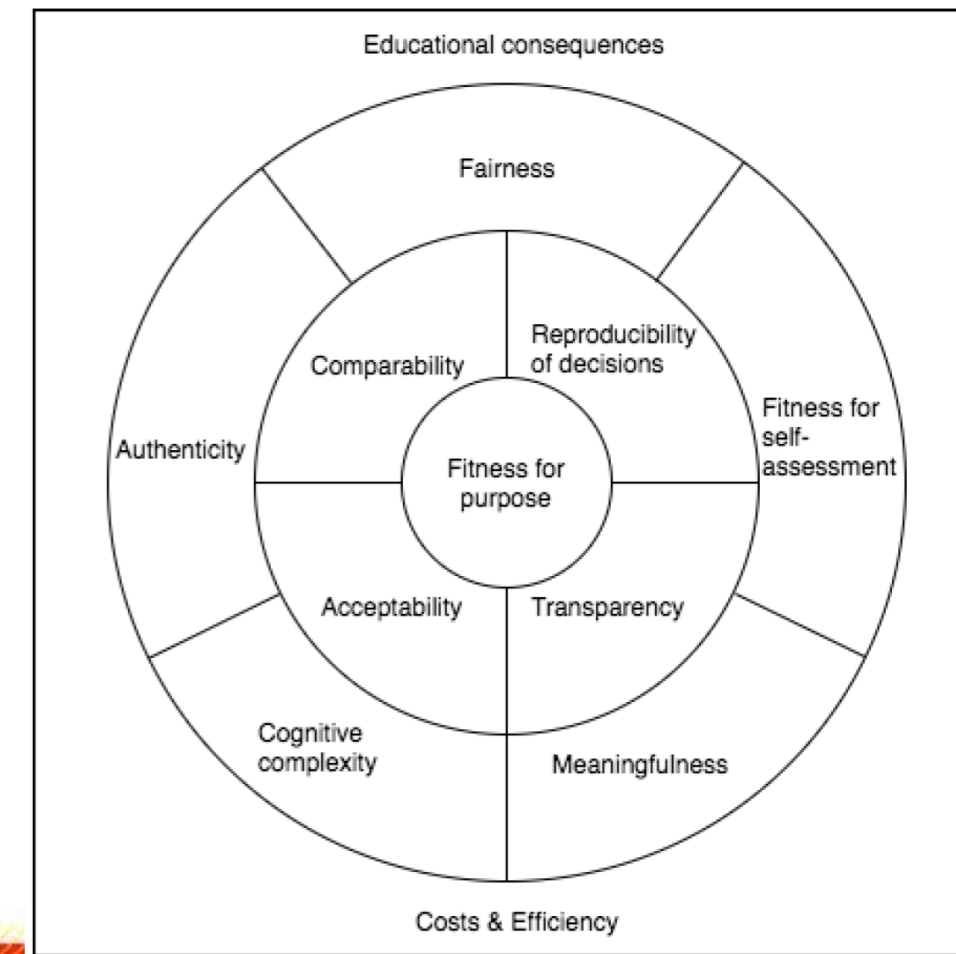 Educational consequences
Fairness
Reproducibility
of decisions
Comparability
Fitness for
self-
assessment
Authenticity
Fitness for
purpose
Acceptability
Transparency
Cognitive
complexity
Meaningfulness
Costs & Efficiency